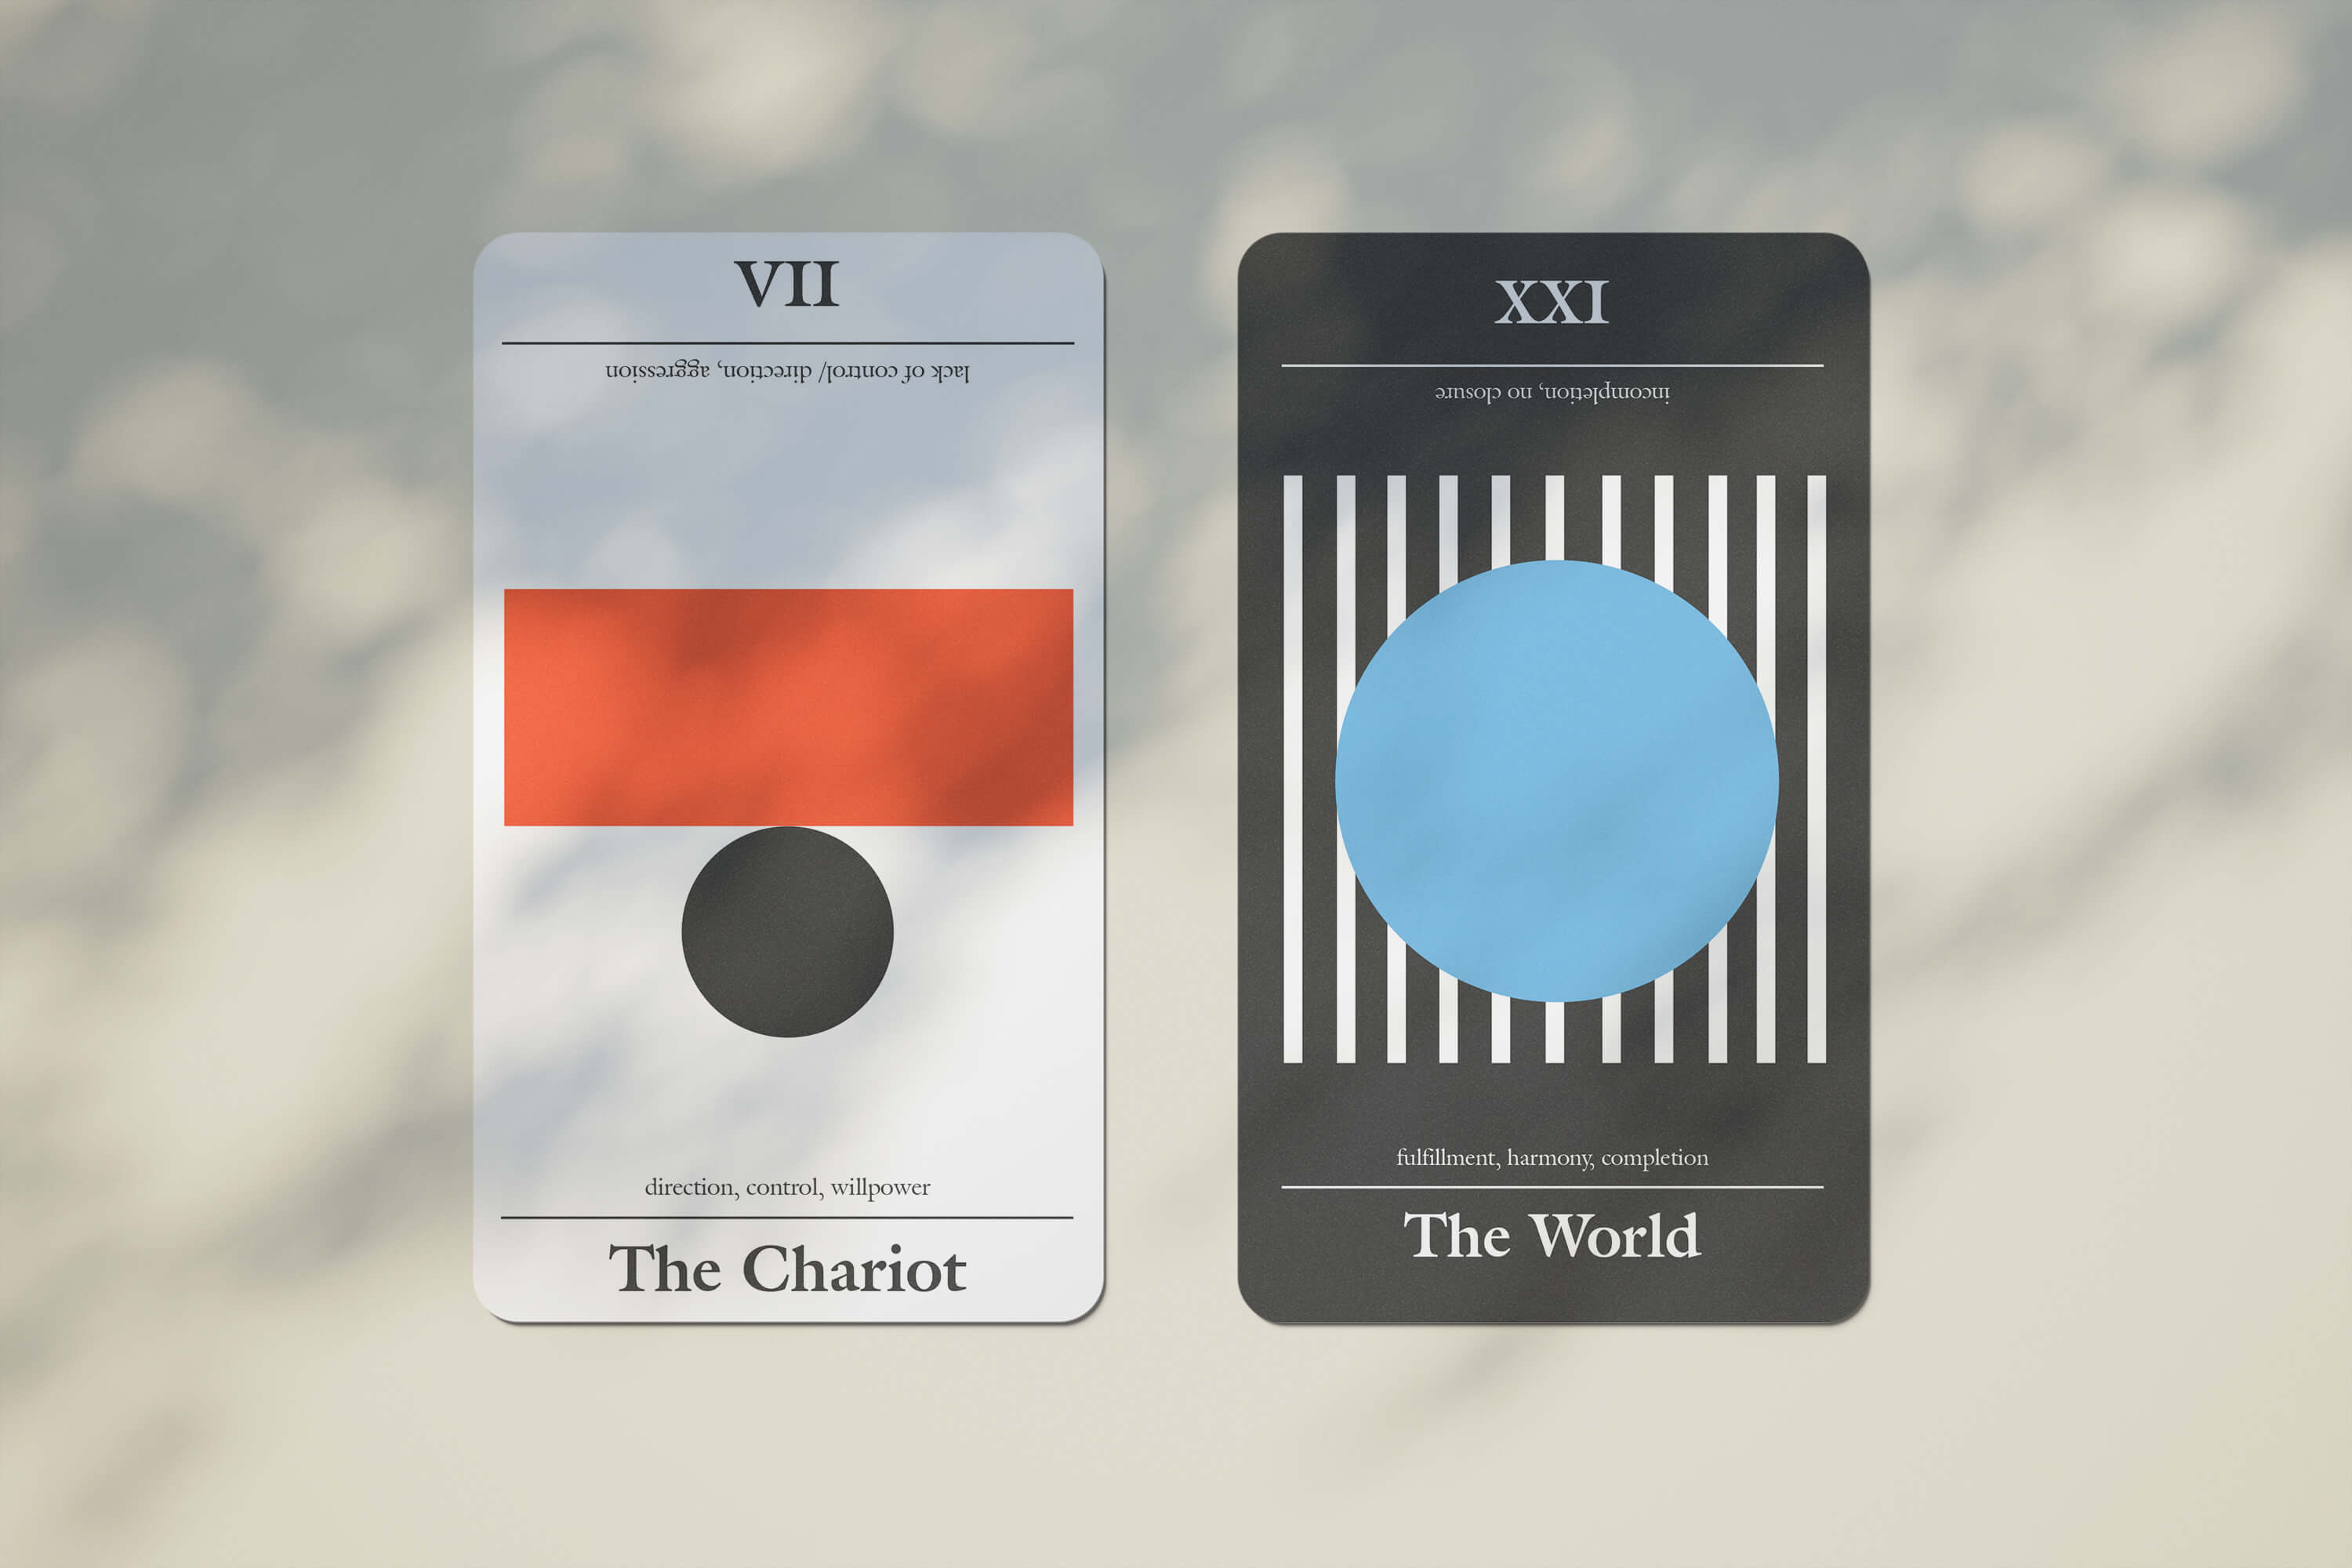 VII
lack of control/ direction, aggression
direction, control, willpower
The Chariot
XXI
incompletion, no closure
fulfillment, harmony, completion
The World